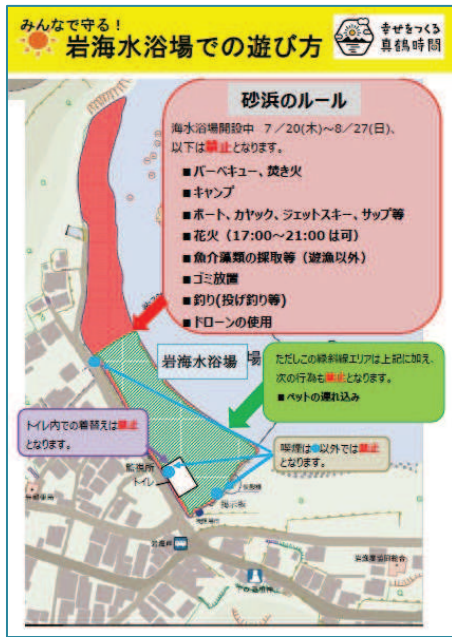 みんなで守る！
岩海水浴場での遊び方
幸せをつくる
真鶴時間
砂浜のルール
海水浴場開設中 7／20(木)～8／27(日)、
以下は禁止となります。
■バーベキュー、焚き火
■キャンプ
■ボート、カヤック、ジェットスキー、サップ等
■花火（17:00～21:00は可）
■魚介藻類の採取等（遊漁以外）
■ゴミ放置
■釣り(投げ釣り等)
■ドローンの使用
岩海水浴場
場
ただしこの緑斜線エリアは上記に加え、
次の行為も禁止となります。
■ペットの連れ込み
トイレ内での着替えは禁止
となります。
喫煙は●以外では禁止
となります。
監視所
トイレ
掲示板